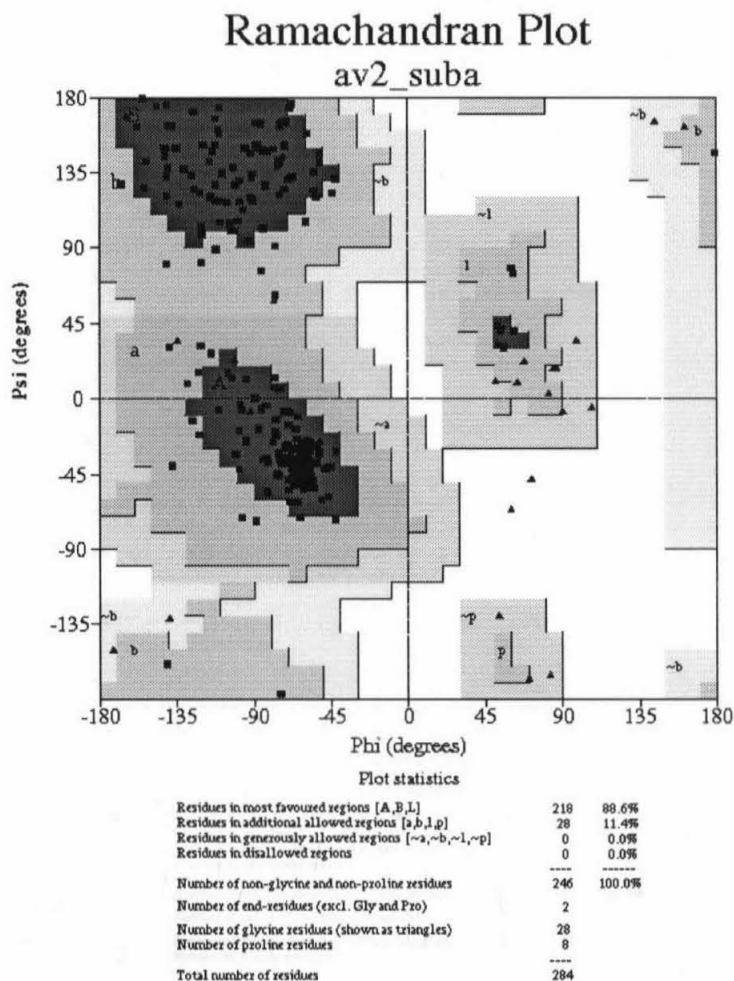 Ramachandran Plot
av2_suba
B
b
~b
~b
b
~l
l
L
a
A
~a
~b
b
~p
p
~b
180
135
90
45
0
-45
-90
-135
Psi (degrees)
-180 -135 -90 -45 0 45 90 135 180
Phi (degrees)
Plot statistics
Residues in most favoured regions [A,B,L] 218 88.6%
Residues in additional allowed regions [a,b,l,p] 28 11.4%
Residues in generously allowed regions [~a,~b,~l,~p] 0 0.0%
Residues in disallowed regions 0 0.0%
---- ------
Number of non-glycine and non-proline residues 246 100.0%
Number of end-residues (excl. Gly and Pro) 2
Number of glycine residues (shown as triangles) 28
Number of proline residues 8
----
Total number of residues 284